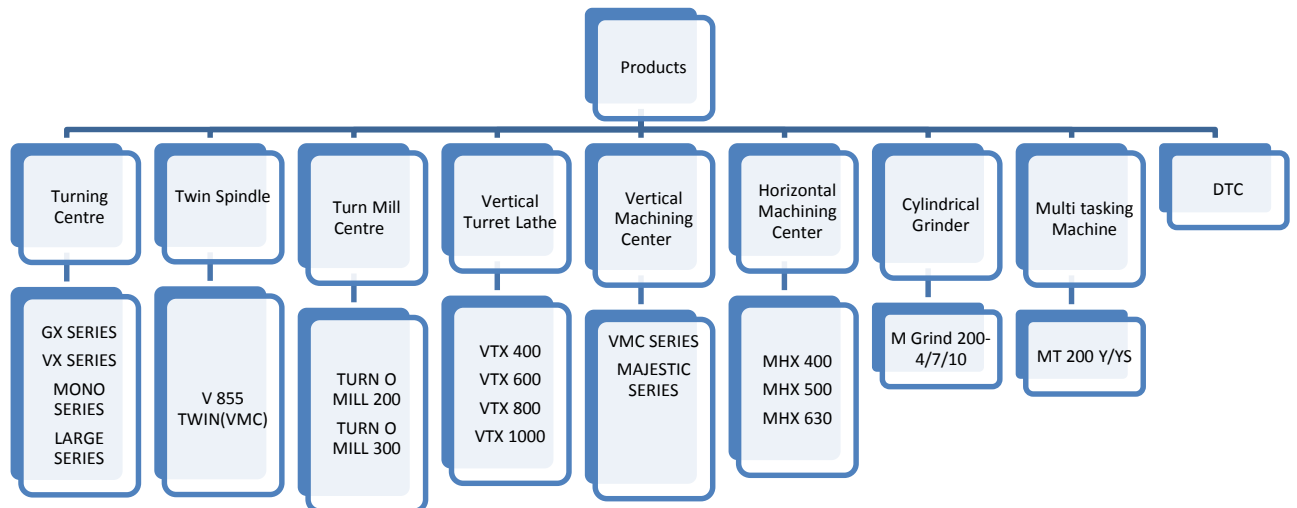 Products
Turning
Centre
Twin Spindle
Turn Mill
Centre
Vertical
Turret Lathe
Vertical
Machining
Center
Horizontal
Machining
Center
Cylindrical
Grinder
Multi tasking
Machine
DTC
GX SERIES
VX SERIES
MONO
SERIES
LARGE
SERIES
V 855
TWIN(VMC)
TURN O
MILL 200
TURN O
MILL 300
VTX 400
VTX 600
VTX 800
VTX 1000
VMC SERIES
MAJESTIC
SERIES
MHX 400
MHX 500
MHX 630
M Grind 200-
4/7/10
MT 200 Y/YS